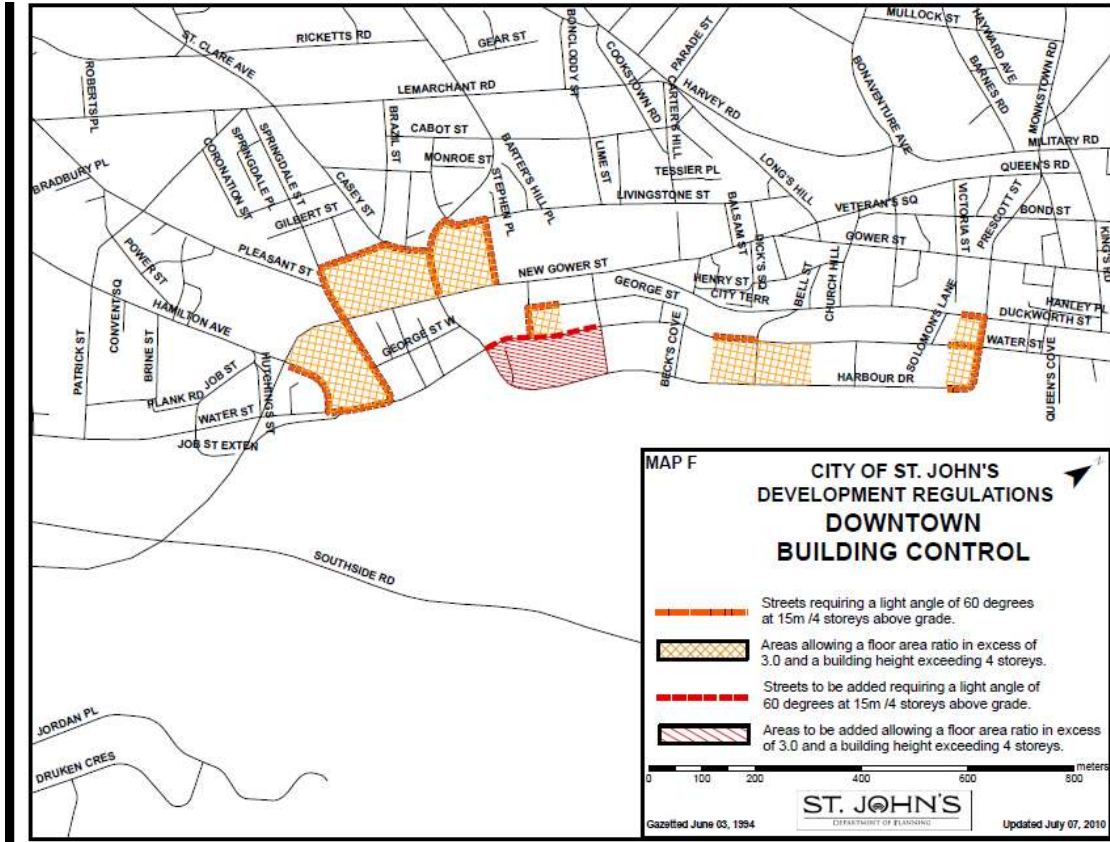 MULLOCK ST
HAYWARD AVE
PARADE ST
BONCLODDY ST
RICKETTS RD
GEAR ST
ST. CLARE AVE
COOKSTOWN RD
BONAVENTURE AVE
BARNES RD
MONKSTOWN RD
ROBERTS PL
LEMARCHANT RD
CARTER'S HILL
HARVEY RD
BRAZIL ST
CABOT ST
MILITARY RD
SPRINGDALE ST
SPRINGDALE PL
CORONATION ST
MONROE ST
BARTER'S HILL PL
LIME ST
LONG'S HILL
QUEEN'S RD
BRADBURY PL
CASEY ST
STEPHEN PL
TESSIER PL
LIVINGSTONE ST
VETERAN'S SQ
VICTORIA ST
PRESCOTT ST
BOND ST
GILBERT ST
BALSAM ST
DICK'S SQ
GOWER ST
KING'S RD
POWER ST
PLEASANT ST
NEW GOWER ST
HENRY ST
BELL ST
CHURCH HILL
CONVENT SQ
HAMILTON AVE
GEORGE ST
CITY TERR
SOLOMON'S LANE
HANLEY PL
DUCKWORTH ST
PATRICK ST
BRINE ST
GEORGE ST W
WATER ST
JOB ST
HUTCHINGS ST
BECK'S COVE
HARBOUR DR
QUEEN'S COVE
PLANK RD
WATER ST
JOB ST EXTEN
SOUTHSIDE RD
JORDAN PL
DRUKEN CRES
MAP F
N
CITY OF ST. JOHN'S
DEVELOPMENT REGULATIONS
DOWNTOWN
BUILDING CONTROL
Streets requiring a light angle of 60 degrees
at 15m /4 storeys above grade.
Areas allowing a floor area ratio in excess of
3.0 and a building height exceeding 4 storeys.
Streets to be added requiring a light angle of
60 degrees at 15m /4 storeys above grade.
Areas to be added allowing a floor area ratio in excess
of 3.0 and a building height exceeding 4 storeys.
meters
0 100 200 400 600 800
ST. JOHN'S
DEPARTMENT OF PLANNING
Gazetted June 03, 1994
Updated July 07, 2010